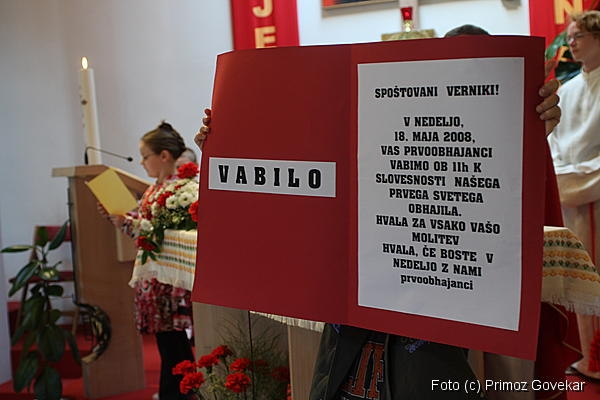 VABILO
SPOŠTOVANI VERNIKI!
V NEDELJO,
18. MAJA 2008,
VAS PRVOOBHAJANCI
VABIMO OB 11h K
SLOVESNOSTI NAŠEGA
PRVEGA SVETEGA
OBHAJILA.
HVALA ZA VSAKO VAŠO
MOLITEV
HVALA, ČE BOSTE V
NEDELJO Z NAMI
prvoobhajanci
Foto (c) Primoz Govekar